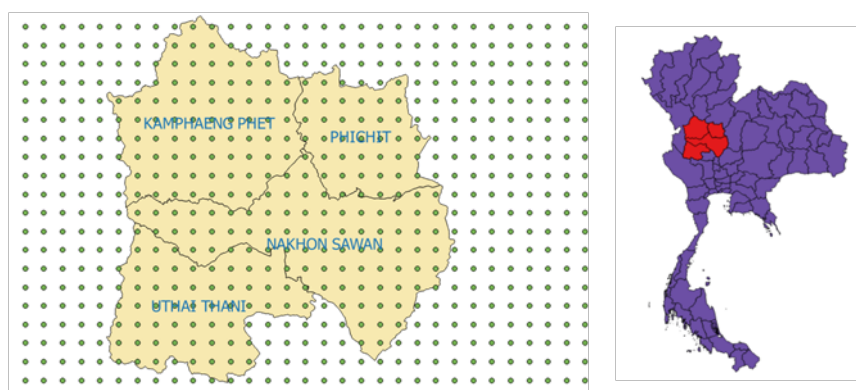 KAMPHAENG PHET
PHICHIT
NAKHON SAWAN
UTHAI THANI